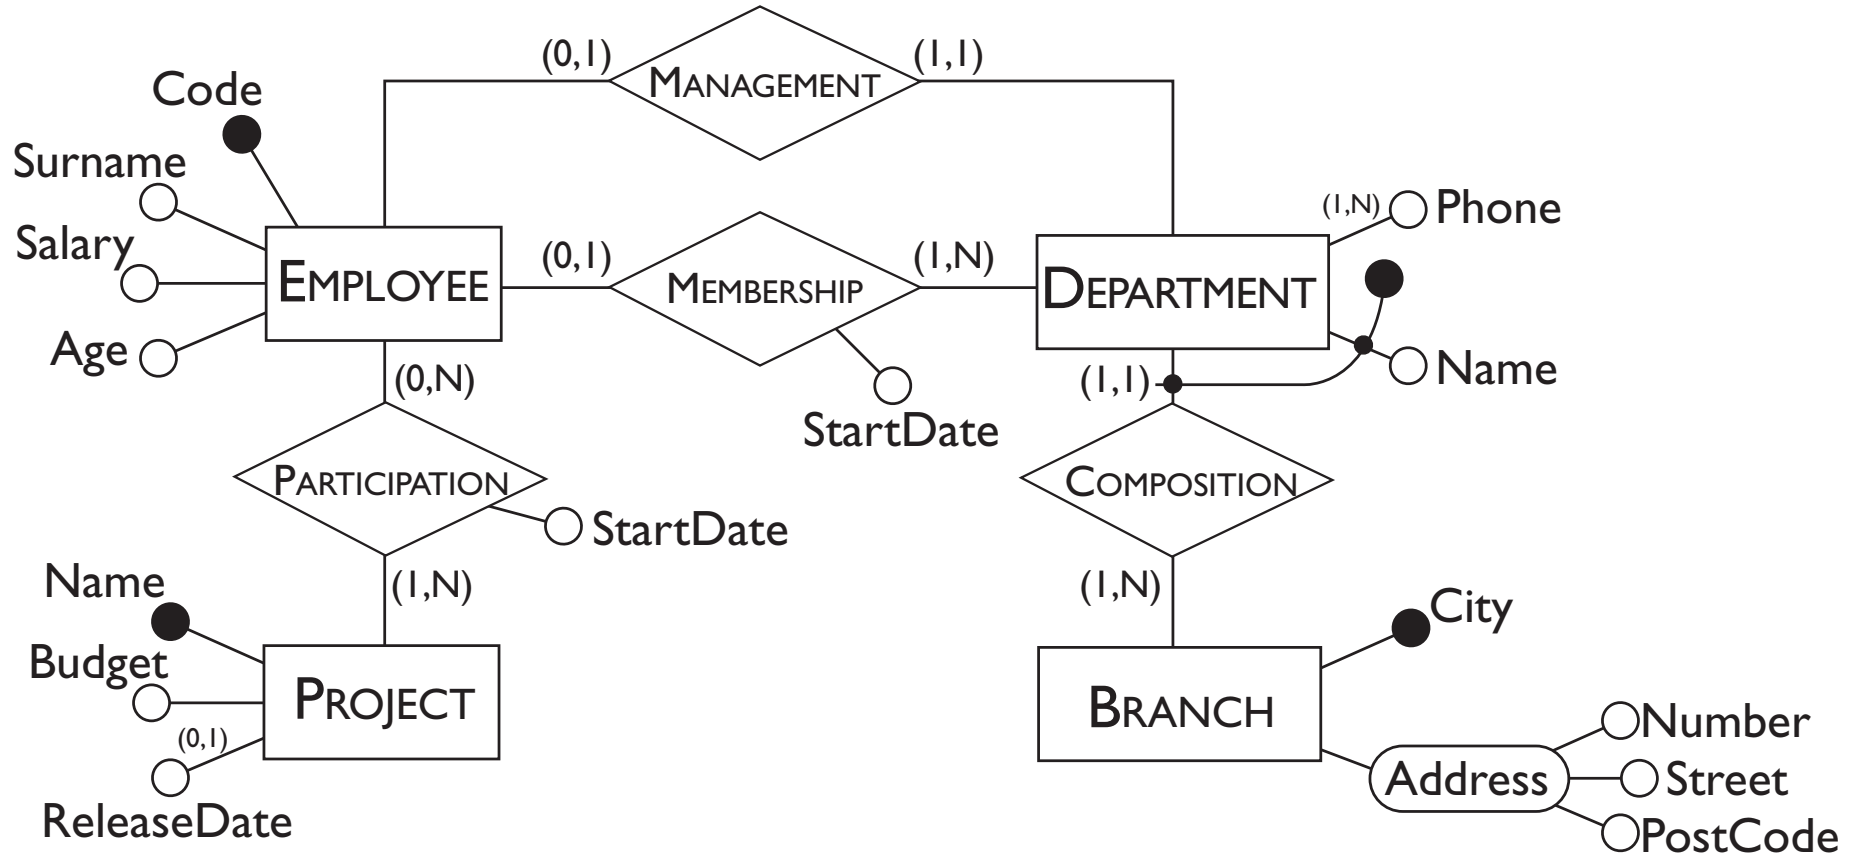 (0,1)
MANAGEMENT
(1,1)
Code
Surname
Salary
Age
EMPLOYEE
(0,1)
MEMBERSHIP
(1,N)
StartDate
DEPARTMENT
(1,N)
Phone
Name
(0,N)
PARTICIPATION
StartDate
(1,N)
(1,1)
COMPOSITION
(1,N)
Name
Budget
(0,1)
ReleaseDate
PROJECT
BRANCH
City
Address
Number
Street
PostCode